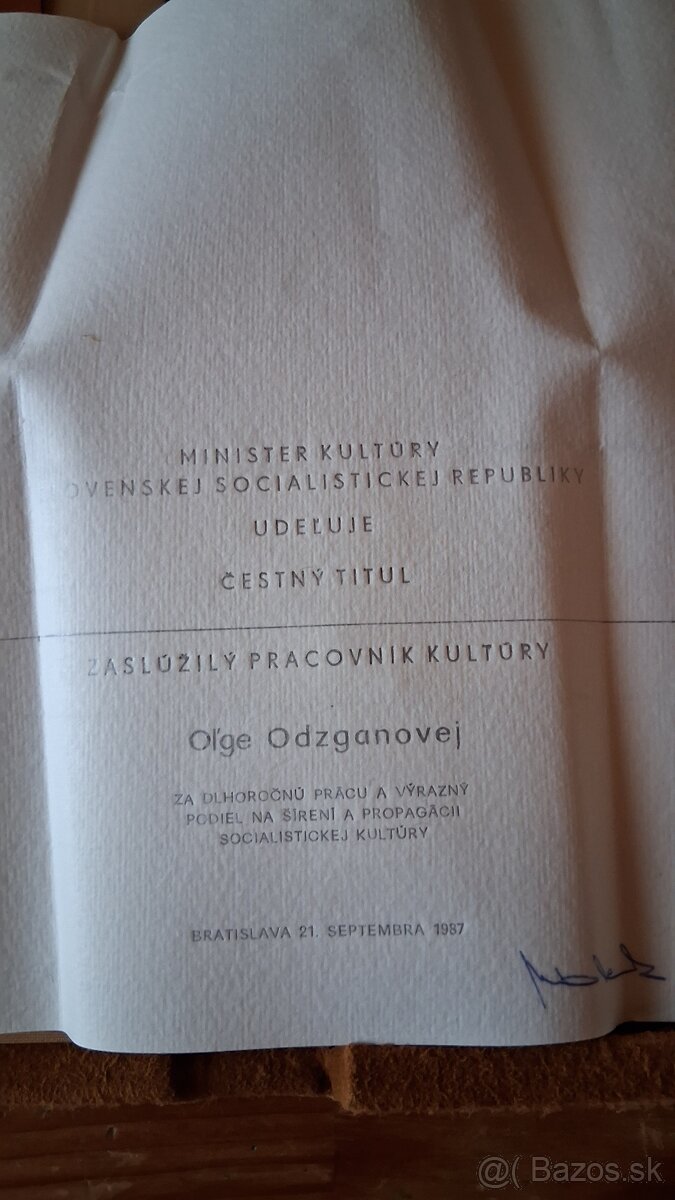 MINISTER KULTÚRY
OVENSKEJ SOCIALISTICKEJ REPUBLIKY
UDEĽUJE
ČESTNÝ TITUL
ZASLÚŽILÝ PRACOVNÍK KULTÚRY
Oľge Odzganovej
ZA DLHOROČNÚ PRÁCU A VÝRAZNÝ
PODIEL NA ŠÍRENÍ A PROPAGÁCII
SOCIALISTICKEJ KULTÚRY
BRATISLAVA 21. SEPTEMBRA 1987
@( Bazos.sk